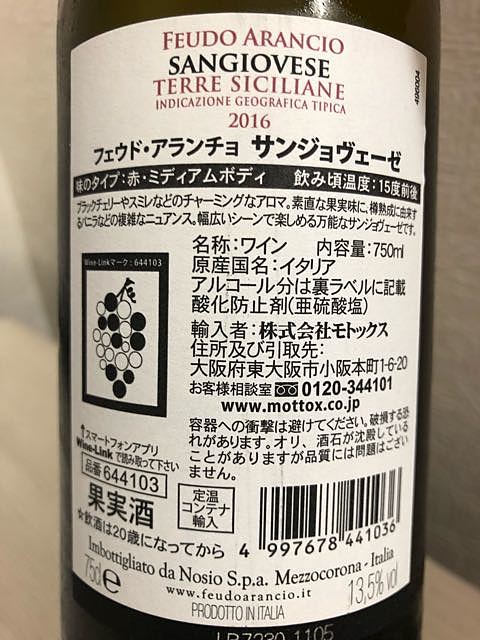 FEUDO ARANCIO
SANGIOVESE
TERRE SICILIANE
INDICAZIONE GEOGRAFICA TIPICA
2016
フェウド・アランチョ サンジョヴェーゼ
味のタイプ:赤・ミディアムボディ 飲み頃温度:15度前後
ブラックチェリーやスミレなどのチャーミングなアロマ。素直な果実味に、樽熟成に由来す
るバニラなどの複雑なニュアンス。幅広いシーンで楽しめる万能なサンジョヴェーゼです。
Wine-Linkマーク:644103
名称:ワイン 内容量:750ml
原産国名:イタリア
アルコール分は裏ラベルに記載
酸化防止剤(亜硫酸塩)
輸入者:株式会社モトックス
住所及び引取先:
大阪府東大阪市小阪本町1-6-20
お客様相談室 0120-344101
www.mottox.co.jp
容器への衝撃は避けてください。破損する恐
れがあります。オリ、酒石が沈殿している
ことがありますが品質には問題はござい
ません。
↑スマートフォンアプリ
Wine-Linkで読み取って下さい
品番 644103
果実酒
定温
コンテナ
輸入
☆飲酒は20歳になってから
4 997678 441036
Imbottigliato da Nosio S.p.a. Mezzocorona - Italia
75cl e
www.feudoarancio.it
13,5% vol
PRODOTTO IN ITALIA